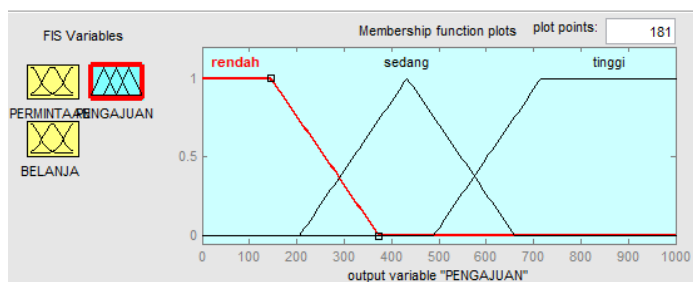 FIS Variables
Membership function plots
plot points:
181
rendah
sedang
tinggi
PERMINTAAN
PENGAJUAN
BELANJA
1
0.5
0
0 100 200 300 400 500 600 700 800 900 1000
output variable "PENGAJUAN"